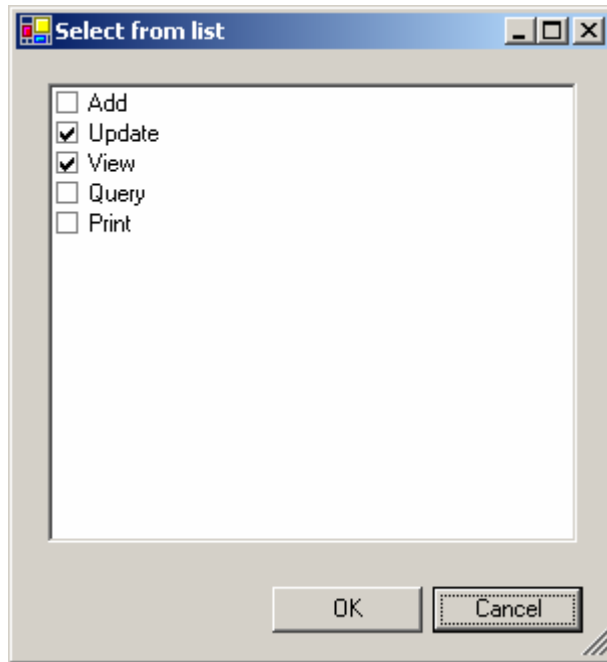 Select from list
Add
Update
View
Query
Print
OK Cancel